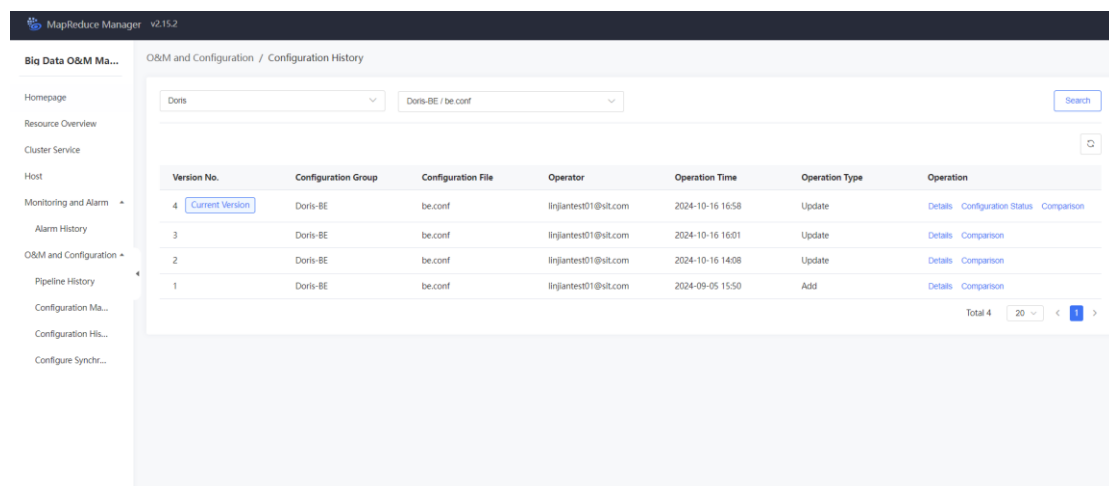 MapReduce Manager v2.15.2
Big Data O&M Ma...
O&M and Configuration / Configuration History
Homepage
Resource Overview
Cluster Service
Host
Monitoring and Alarm
Alarm History
O&M and Configuration
Pipeline History
Configuration Ma...
Configuration His...
Configure Synchr...
Doris
Doris-BE / be.conf
Search
Version No. Configuration Group Configuration File Operator Operation Time Operation Type Operation
4 Current Version Doris-BE be.conf linjiantest01@sit.com 2024-10-16 16:58 Update Details Configuration Status Comparison
3 Doris-BE be.conf linjiantest01@sit.com 2024-10-16 16:01 Update Details Comparison
2 Doris-BE be.conf linjiantest01@sit.com 2024-10-16 14:08 Update Details Comparison
1 Doris-BE be.conf linjiantest01@sit.com 2024-09-05 15:50 Add Details Comparison
Total 4 20 < 1 >